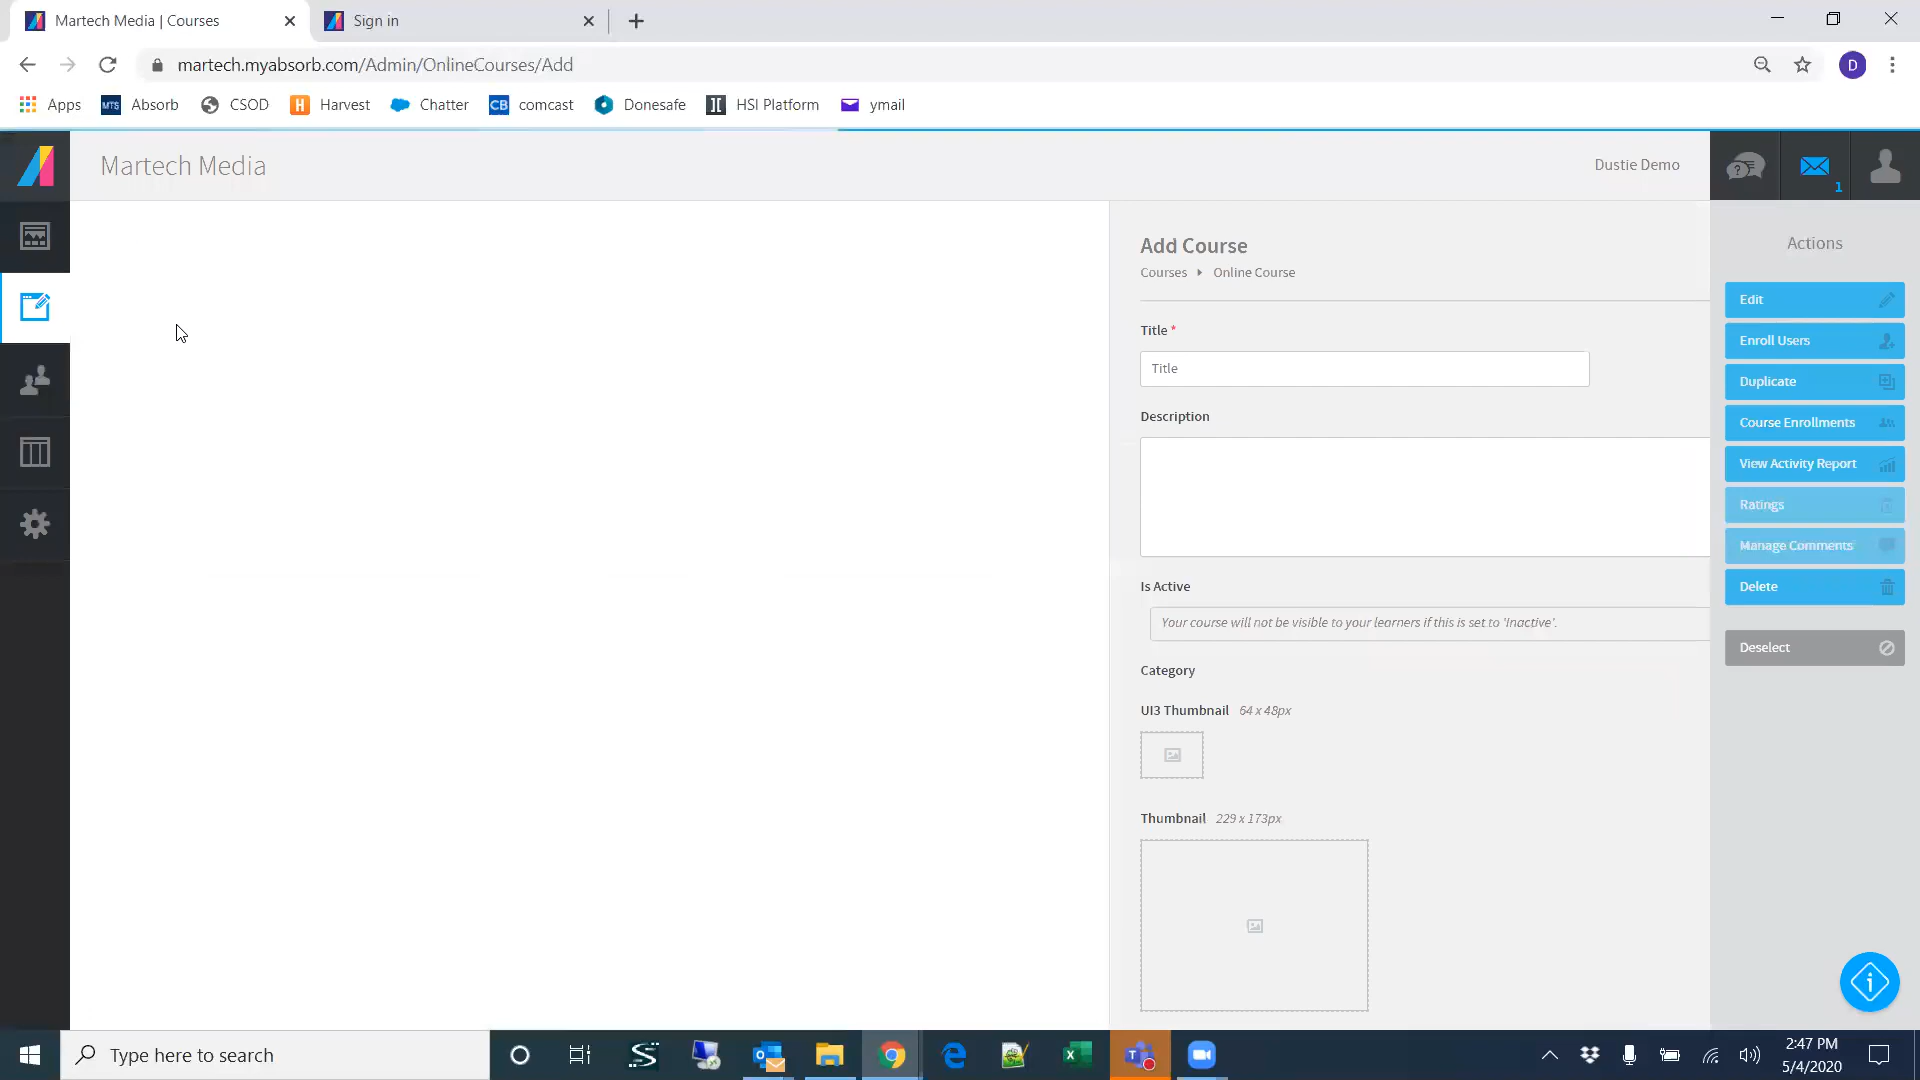 Martech Media | Courses
Sign in
martech.myabsorb.com/Admin/OnlineCourses/Add
D
Apps
MTS Absorb
CSOD
H Harvest
Chatter
CB comcast
Donesafe
HSI Platform
ymail
Martech Media
Dustie Demo
1
Add Course
Courses Online Course
Title *
Title
Description
Is Active
Your course will not be visible to your learners if this is set to 'Inactive'.
Category
UI3 Thumbnail 64 x 48px
Thumbnail 229 x 173px
Actions
Edit
Enroll Users
Duplicate
Course Enrollments
View Activity Report
Ratings
Manage Comments
Delete
Deselect
Type here to search
2:47 PM
5/4/2020